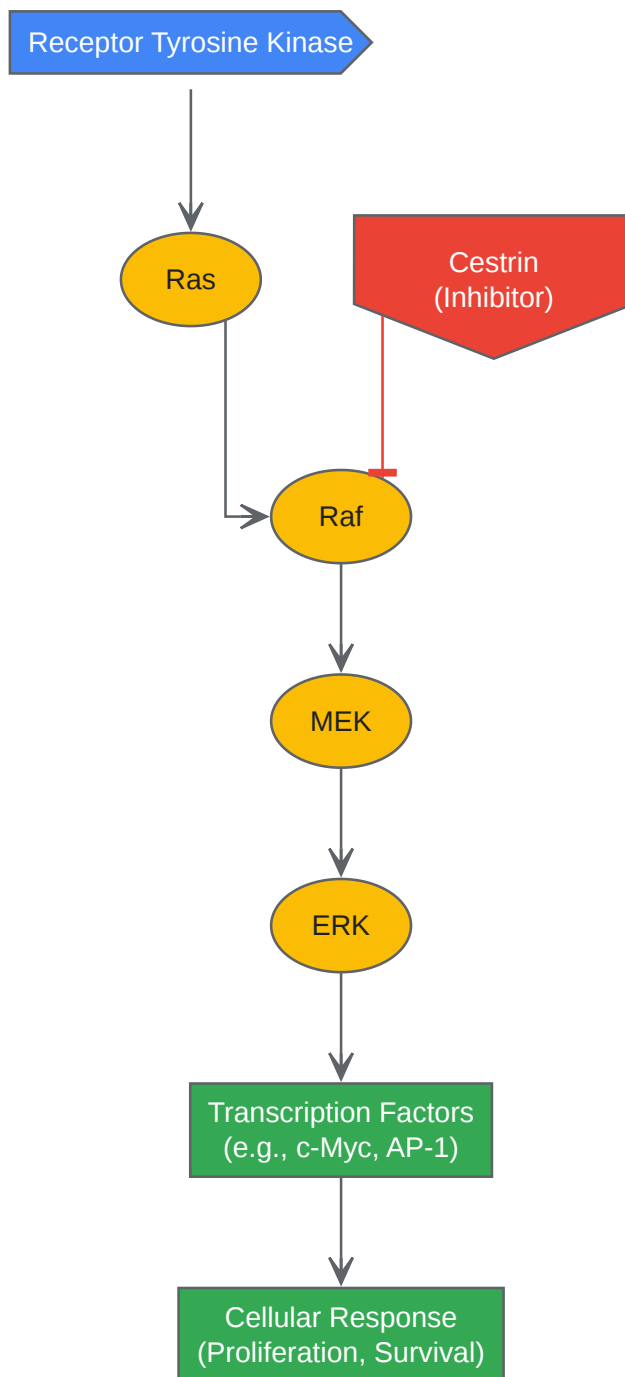 Receptor Tyrosine Kinase
Ras
Cestrin
(Inhibitor)
Raf
MEK
ERK
Transcription Factors
(e.g., c-Myc, AP-1)
Cellular Response
(Proliferation, Survival)